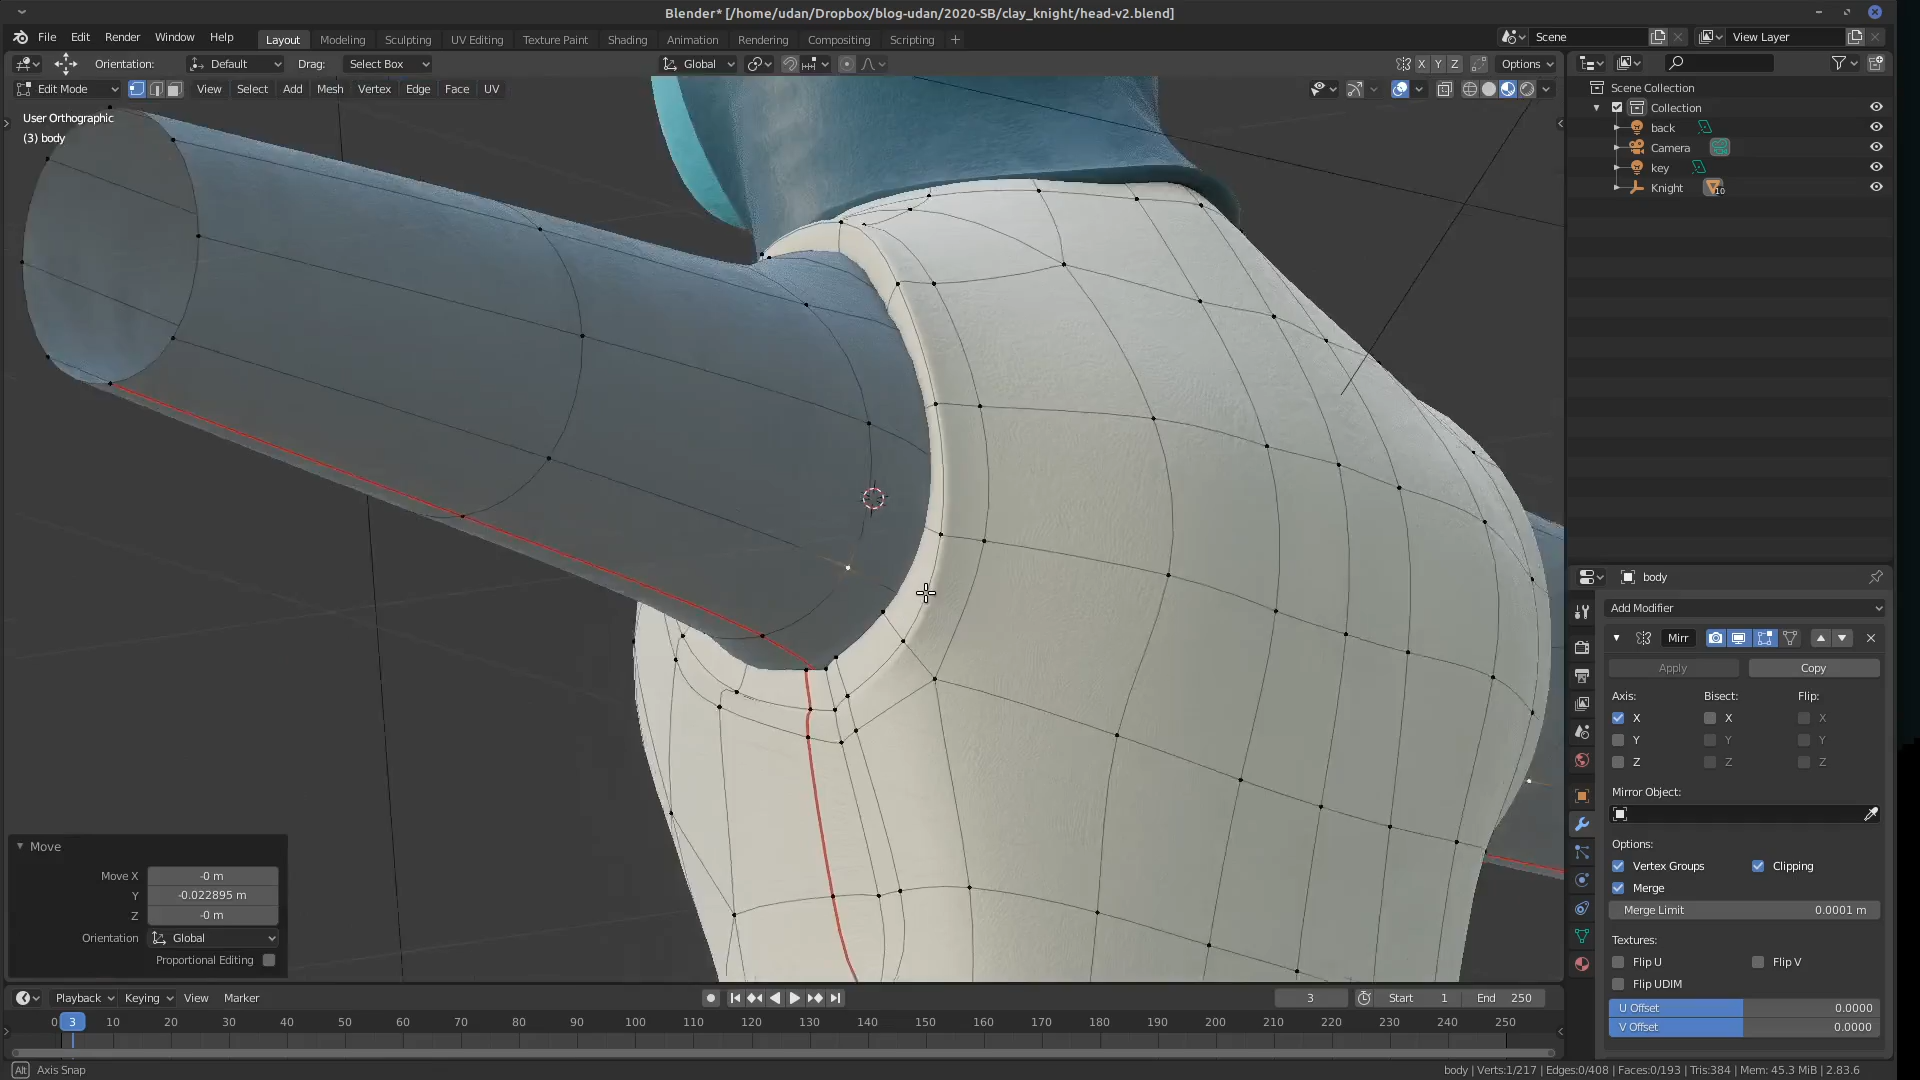 Blender* [/home/udan/Dropbox/blog-udan/2020-SB/clay_knight/head-v2.blend]
File Edit Render Window Help Layout Modeling Sculpting UV Editing Texture Paint Shading Animation Rendering Compositing Scripting + Scene View Layer
Orientation: Default Drag: Select Box Global X Y Z Options
Edit Mode View Select Add Mesh Vertex Edge Face UV
Scene Collection
Collection
back
Camera
key
Knight 10
User Orthographic
(3) body
body
Add Modifier
Mirr
Apply Copy
Axis: Bisect: Flip:
X X X
Y Y Y
Z Z Z
Mirror Object:
Options:
Vertex Groups Clipping
Merge
Merge Limit 0.0001 m
Textures:
Flip U Flip V
Flip UDIM
U Offset 0.0000
V Offset 0.0000
Move
Move X -0 m
Y -0.022895 m
Z -0 m
Orientation Global
Proportional Editing
Playback Keying View Marker 3 Start 1 End 250
0 3 10 20 30 40 50 60 70 80 90 100 110 120 130 140 150 160 170 180 190 200 210 220 230 240 250
Alt Axis Snap
body | Verts:1/217 | Edges:0/408 | Faces:0/193 | Tris:384 | Mem: 45.3 MiB | 2.83.6